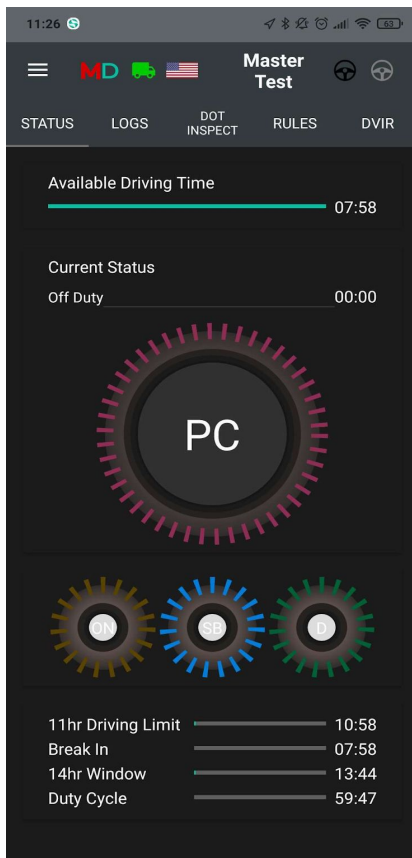 11:26 63
MD Master Test
STATUS LOGS DOT INSPECT RULES DVIR
Available Driving Time
07:58
Current Status
Off Duty 00:00
PC
ON SB D
11hr Driving Limit 10:58
Break In 07:58
14hr Window 13:44
Duty Cycle 59:47